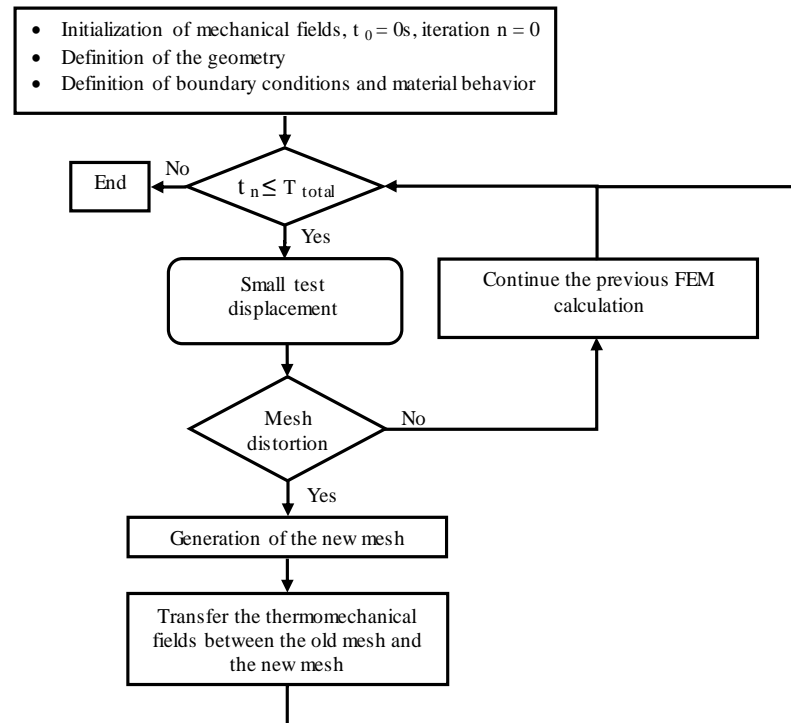 • Initialization of mechanical fields, t 0 = 0s, iteration n = 0
• Definition of the geometry
• Definition of boundary conditions and material behavior
No
End
t n ≤ T total
Yes
Small test
displacement
Continue the previous FEM
calculation
Mesh
distortion
No
Yes
Generation of the new mesh
Transfer the thermomechanical
fields between the old mesh and
the new mesh